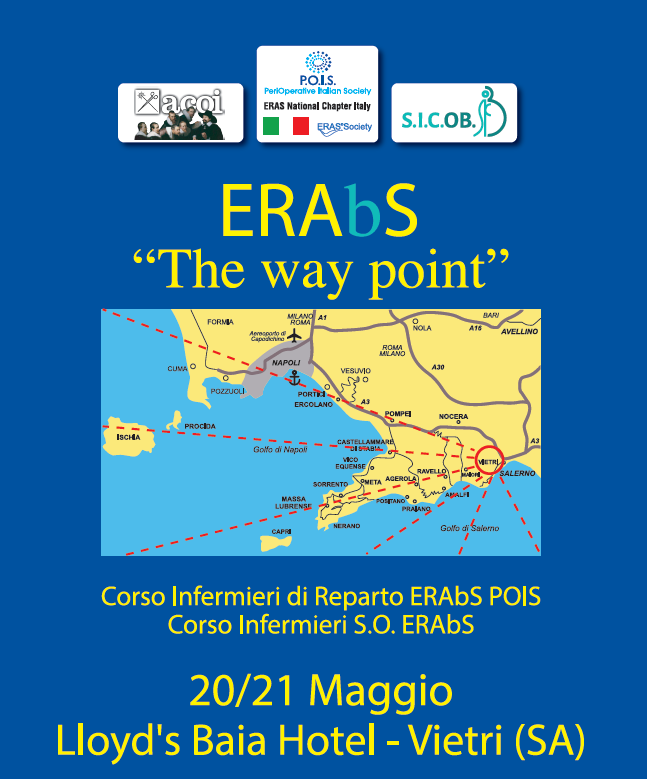 acoi
P.O.I.S.
PeriOperative Italian Society
ERAS National Chapter Italy
ERAS®Society
S.I.C.OB.
ERAbS
“The way point”
FORMIA
MILANO
ROMA
A1
NOLA
A16
BARI
AVELLINO
Aereoporto di
Capodichino
NAPOLI
ROMA
MILANO
CUMA
POZZUOLI
VESUVIO
A30
PORTICI
ERCOLANO
A3
POMPEI
NOCERA
PROCIDA
ISCHIA
Golfo di Napoli
CASTELLAMMARE
DI STABIA
A3
VICO
EQUENSE
VIETRI
SALERNO
RAVELLO
MAIORI
SORRENTO
PMETA
AGEROLA
MASSA
LUBRENSE
POSITANO
AMALFI
PRAIANO
NERANO
CAPRI
Golfo di Salerno
Corso Infermieri di Reparto ERAbS POIS
Corso Infermieri S.O. ERAbS
20/21 Maggio
Lloyd's Baia Hotel - Vietri (SA)